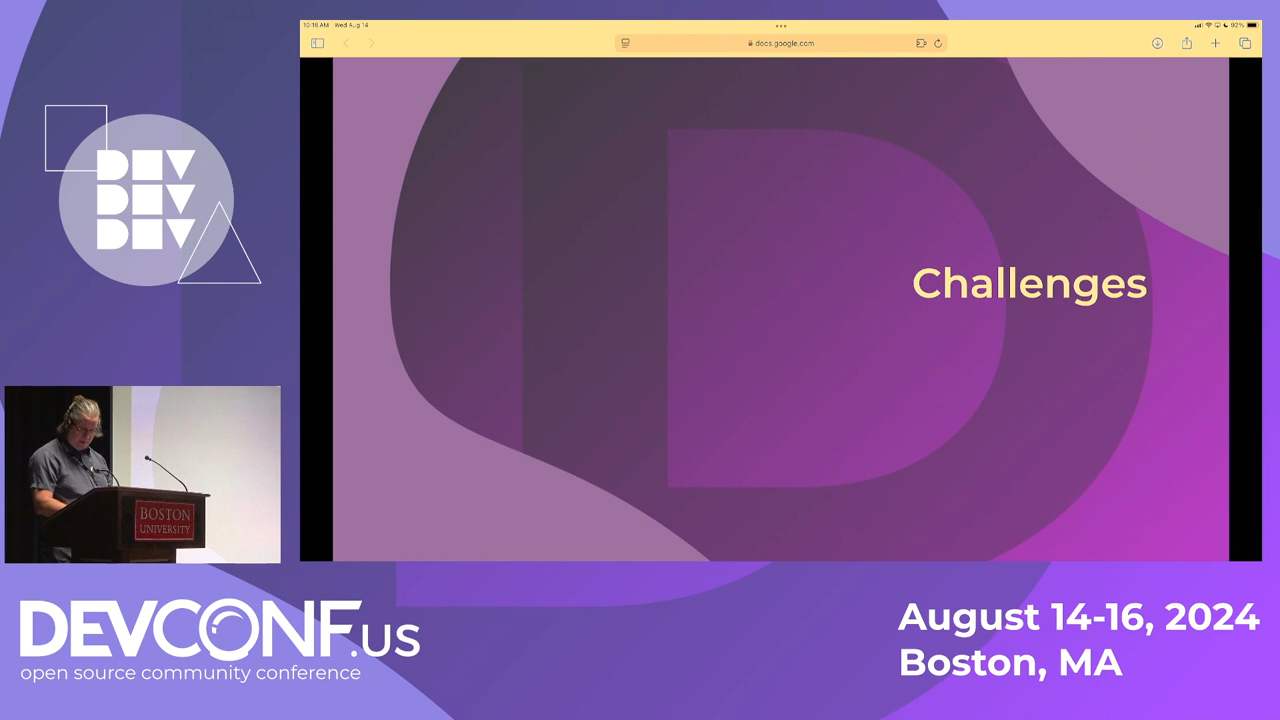 10:16 AM Wed Aug 14
92%
docs.google.com
DEV
DEV
DEV
Challenges
BOSTON
UNIVERSITY
DEVCONF.US
open source community conference
August 14-16, 2024
Boston, MA